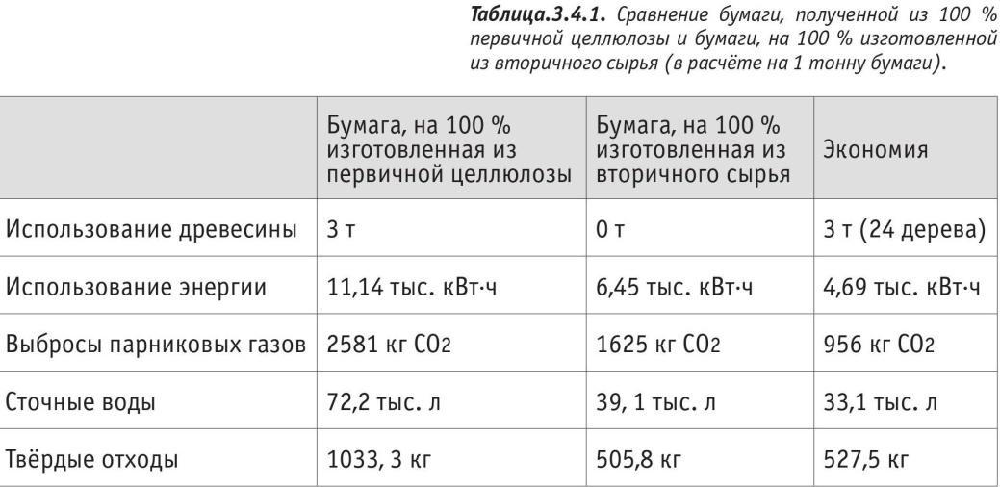 Таблица.3.4.1. Сравнение бумаги, полученной из 100 %
первичной целлюлозы и бумаги, на 100 % изготовленной
из вторичного сырья (в расчёте на 1 тонну бумаги).
Бумага, на 100 %
изготовленная из
первичной целлюлозы
Бумага, на 100 %
изготовленная из
вторичного сырья
Экономия
Использование древесины 3 т 0 т 3 т (24 дерева)
Использование энергии 11,14 тыс. кВт·ч 6,45 тыс. кВт·ч 4,69 тыс. кВт·ч
Выбросы парниковых газов 2581 кг СО2 1625 кг СО2 956 кг СО2
Сточные воды 72,2 тыс. л 39, 1 тыс. л 33,1 тыс. л
Твёрдые отходы 1033, 3 кг 505,8 кг 527,5 кг